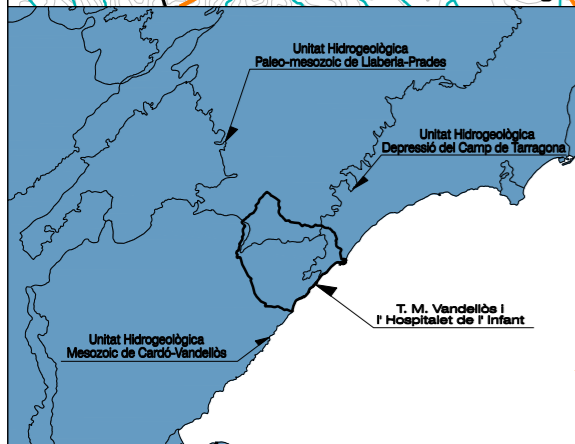 Unitat Hidrogeològica
Paleo-mesozoic de Llaberia-Prades
Unitat Hidrogeològica
Depressió del Camp de Tarragona
T. M. Vandellòs i
l' Hospitalet de l' Infant
Unitat Hidrogeològica
Mesozoic de Cardó-Vandellòs